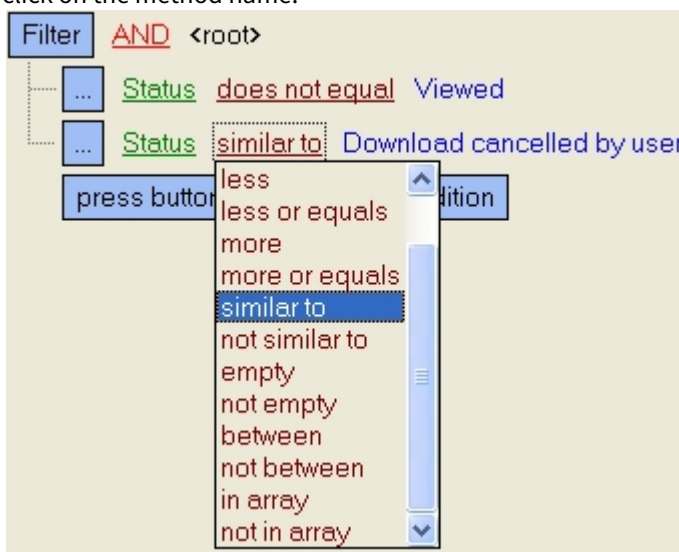 Filter AND <root>
... Status does not equal Viewed
... Status similar to Download cancelled by user
press button
less
less or equals
more
more or equals
similar to
not similar to
empty
not empty
between
not between
in array
not in array